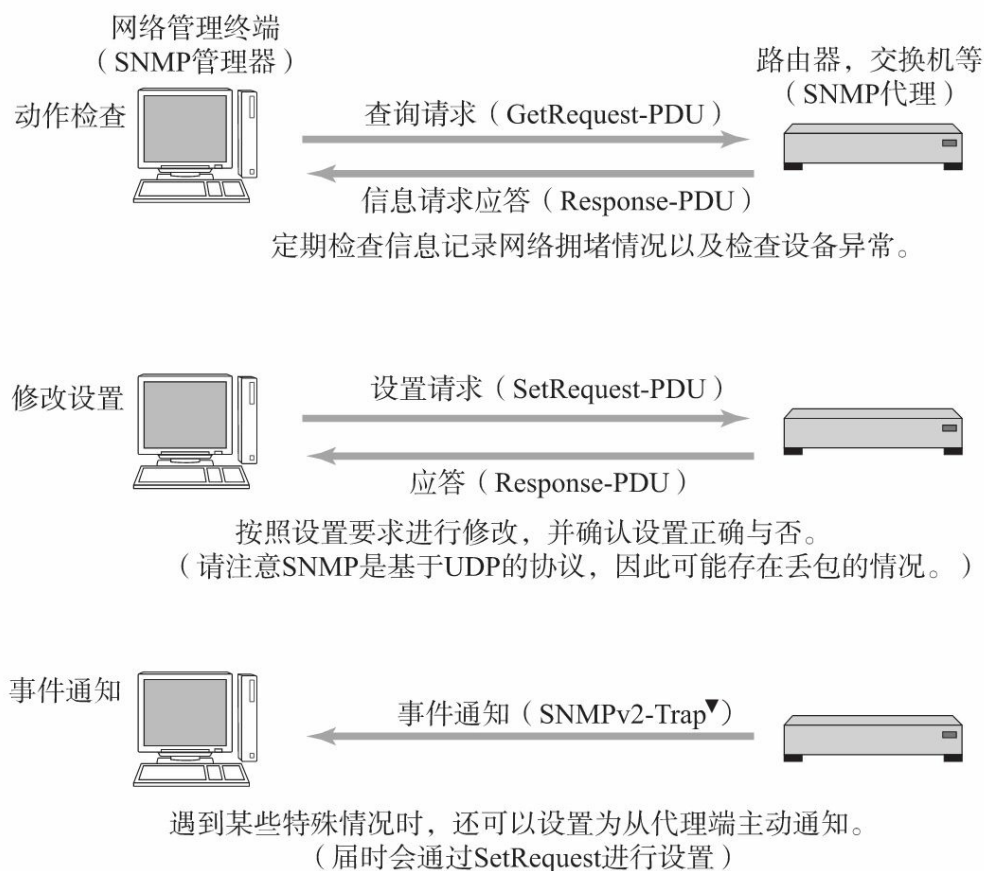 网络管理终端
（SNMP管理器）
路由器，交换机等
（SNMP代理）
动作检查
查询请求（GetRequest-PDU）
信息请求应答（Response-PDU）
定期检查信息记录网络拥堵情况以及检查设备异常。
修改设置
设置请求（SetRequest-PDU）
应答（Response-PDU）
按照设置要求进行修改，并确认设置正确与否。
（请注意SNMP是基于UDP的协议，因此可能存在丢包的情况。）
事件通知
事件通知（SNMPv2-Trap▼）
遇到某些特殊情况时，还可以设置为从代理端主动通知。
（届时会通过SetRequest进行设置）